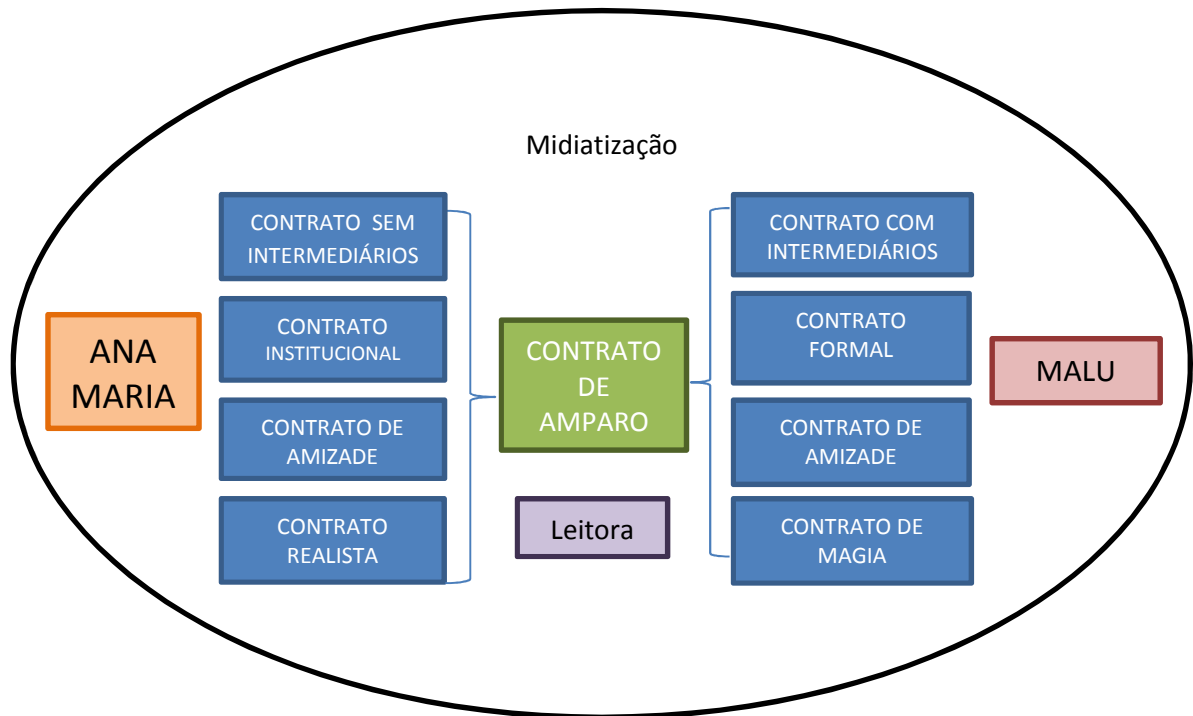 Midiatização
ANA
MARIA
CONTRATO SEM
INTERMEDIÁRIOS
CONTRATO
INSTITUCIONAL
CONTRATO DE
AMIZADE
CONTRATO
REALISTA
CONTRATO
DE
AMPARO
Leitora
CONTRATO COM
INTERMEDIÁRIOS
CONTRATO
FORMAL
CONTRATO DE
AMIZADE
CONTRATO DE
MAGIA
MALU